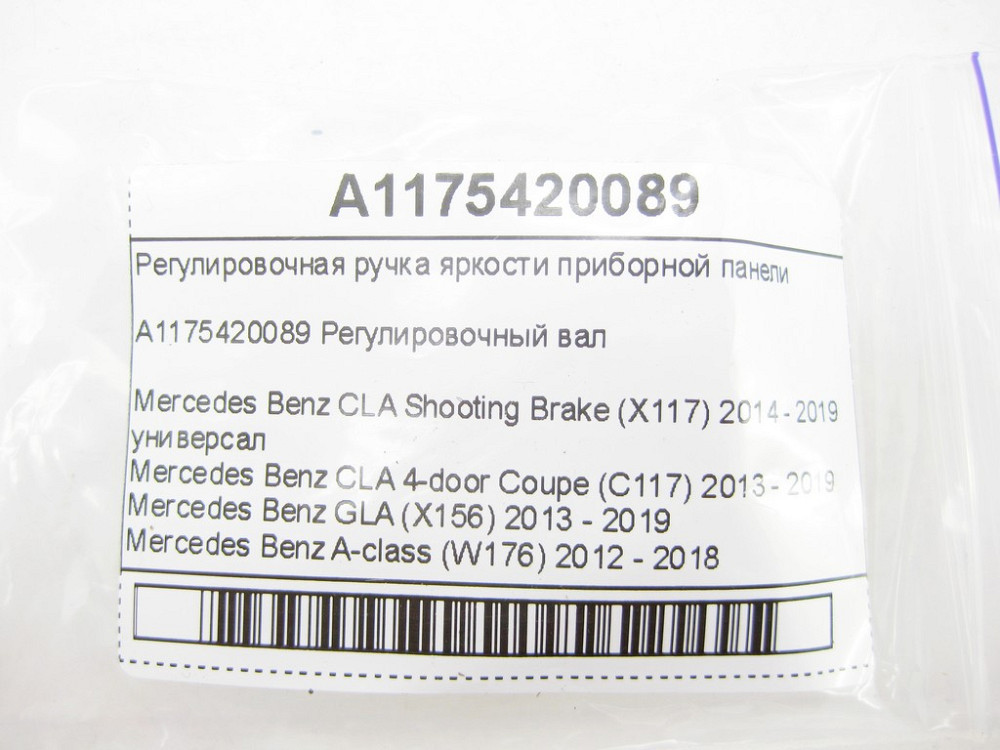 A1175420089
Регулировочная ручка яркости приборной панели
A1175420089 Регулировочный вал
Mercedes Benz CLA Shooting Brake (X117) 2014 - 2019
универсал
Mercedes Benz CLA 4-door Coupe (C117) 2013 - 2019
Mercedes Benz GLA (X156) 2013 - 2019
Mercedes Benz A-class (W176) 2012 - 2018